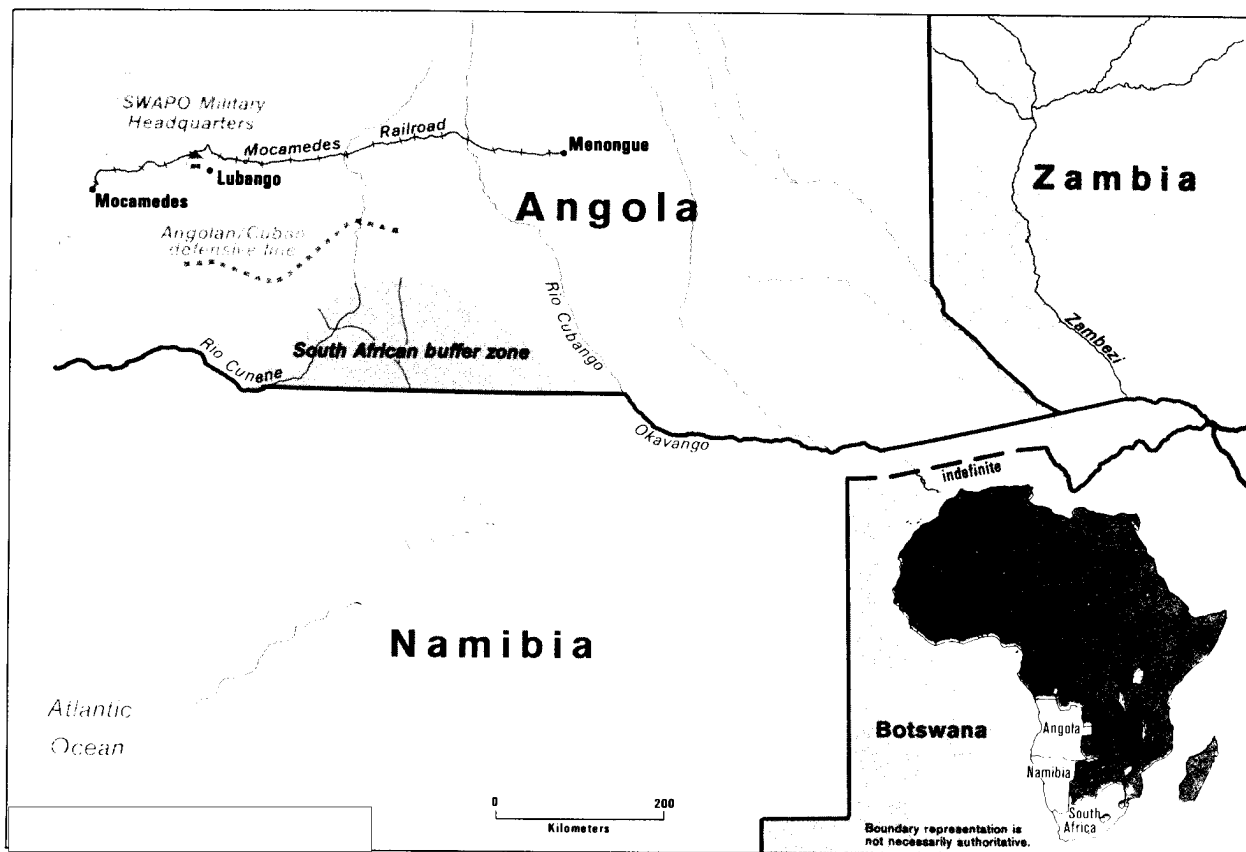 SWAPO Military
Headquarters
Mocamedes
Railroad
Menongue
Lubango
Mocamedes
Angola
Zambia
Angolan/Cuban
defensive line
Rio Cubango
Zambezi
South African buffer zone
Rio Cunene
Okavango
indefinite
Namibia
Atlantic
Ocean
Botswana
Angola
Namibia
South
Africa
0 200
Kilometers
Boundary representation is
not necessarily authoritative.